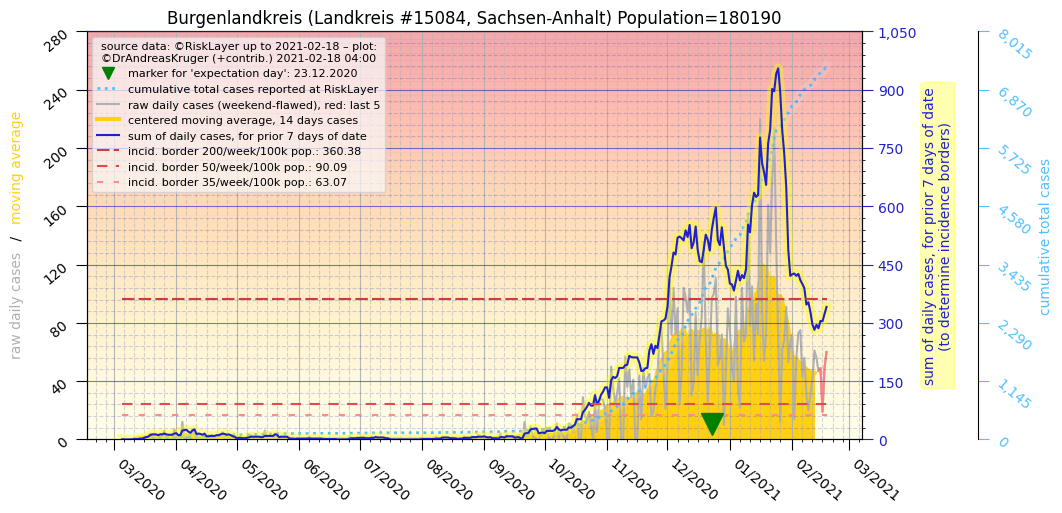 Burgenlandkreis (Landkreis #15084, Sachsen-Anhalt) Population=180190
source data: ©RiskLayer up to 2021-02-18 – plot:
©DrAndreasKruger (+contrib.) 2021-02-18 04:00
marker for 'expectation day': 23.12.2020
cumulative total cases reported at RiskLayer
raw daily cases (weekend-flawed), red: last 5
centered moving average, 14 days cases
sum of daily cases, for prior 7 days of date
incid. border 200/week/100k pop.: 360.38
incid. border 50/week/100k pop.: 90.09
incid. border 35/week/100k pop.: 63.07
raw daily cases / moving average
280
240
200
160
120
80
40
0
03/2020
04/2020
05/2020
06/2020
07/2020
08/2020
09/2020
10/2020
11/2020
12/2020
01/2021
02/2021
03/2021
1,050
900
750
600
450
300
150
0
sum of daily cases, for prior 7 days of date
(to determine incidence borders)
8,015
6,870
5,725
4,580
3,435
2,290
1,145
0
cumulative total cases